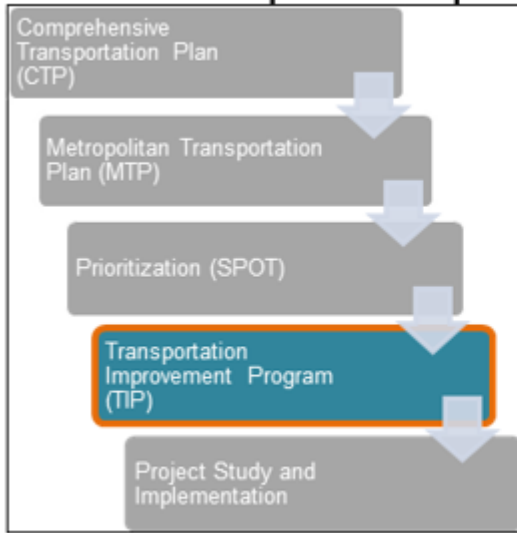 Comprehensive
Transportation Plan
(CTP)
Metropolitan Transportation
Plan (MTP)
Prioritization (SPOT)
Transportation
Improvement Program
(TIP)
Project Study and
Implementation